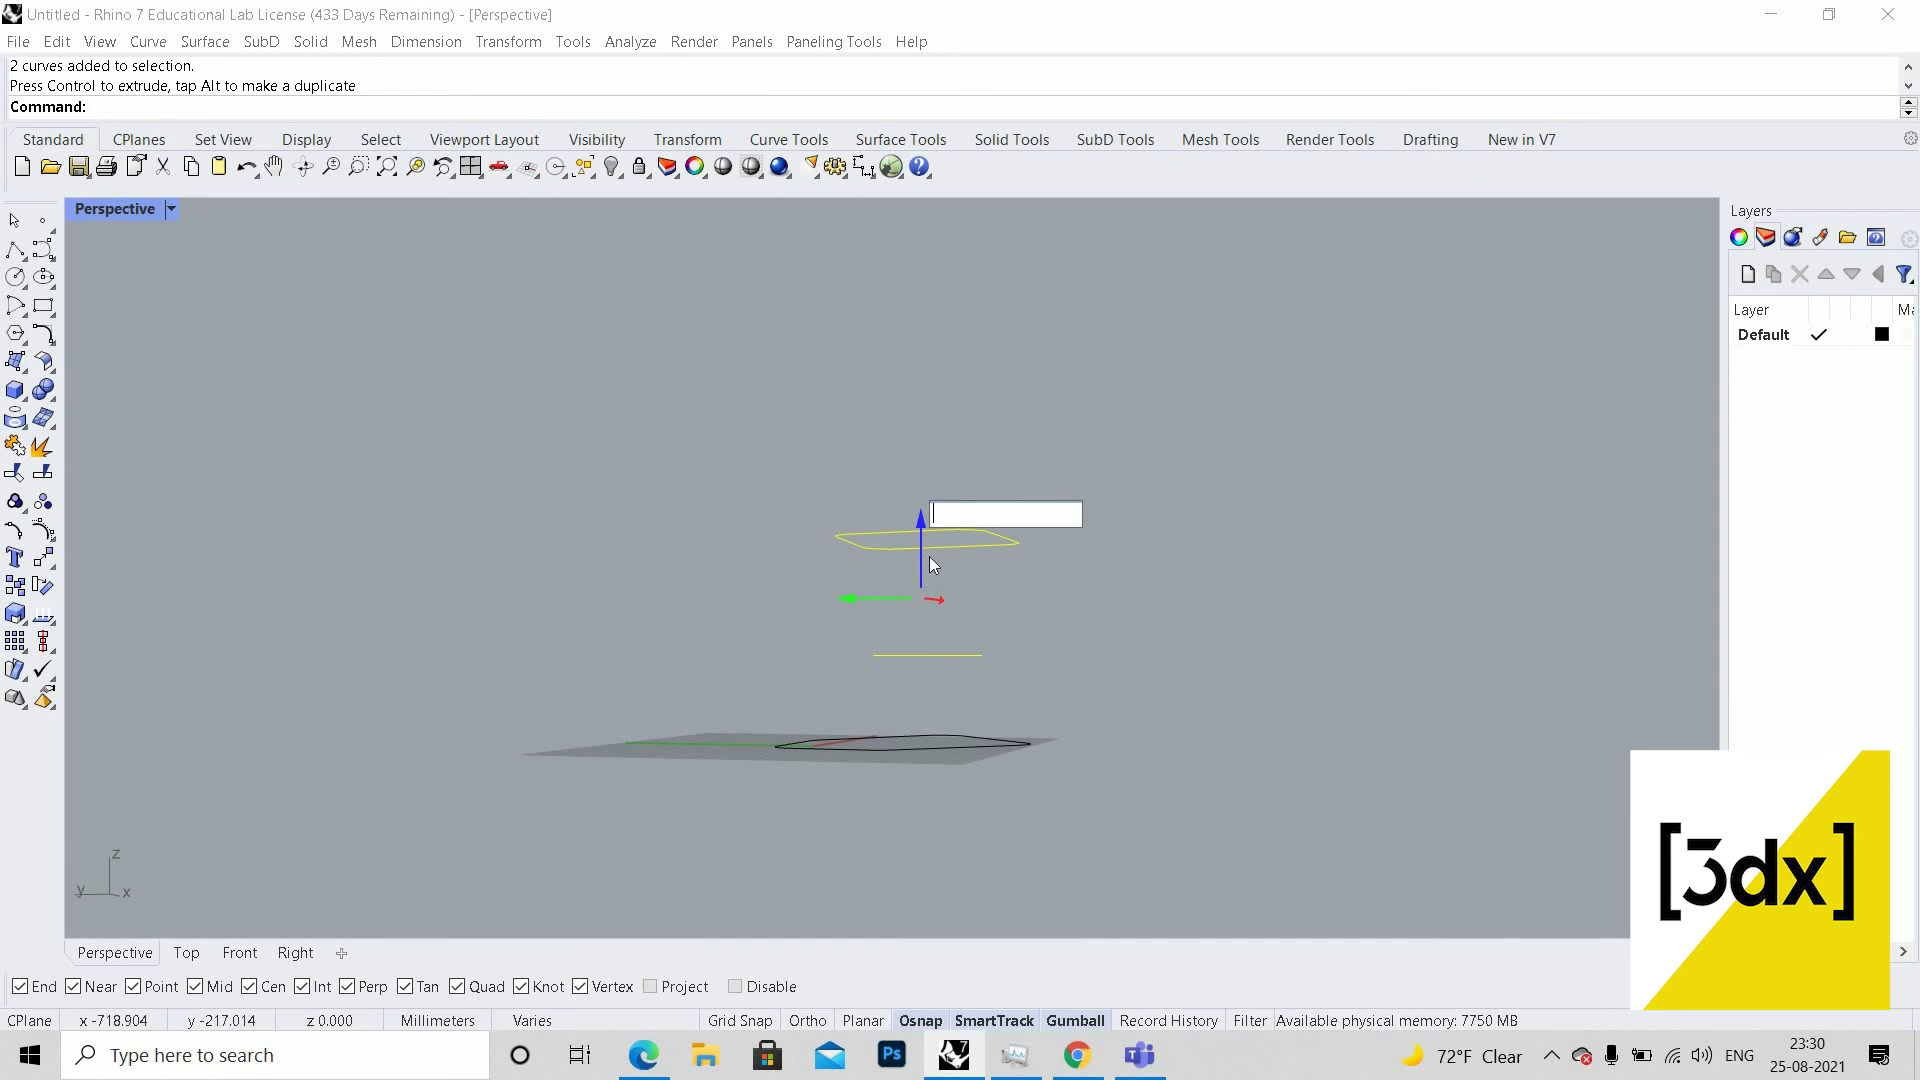 Untitled - Rhino 7 Educational Lab License (433 Days Remaining) - [Perspective]
File Edit View Curve Surface SubD Solid Mesh Dimension Transform Tools Analyze Render Panels Paneling Tools Help
2 curves added to selection.
Press Control to extrude, tap Alt to make a duplicate
Command:
Standard CPlanes Set View Display Select Viewport Layout Visibility Transform Curve Tools Surface Tools Solid Tools SubD Tools Mesh Tools Render Tools Drafting New in V7
Perspective
Layers
Layer
Default
z
y x
[3dx]
Perspective Top Front Right
End Near Point Mid Cen Int Perp Tan Quad Knot Vertex Project Disable
CPlane x -718.904 y -217.014 z 0.000 Millimeters Varies Grid Snap Ortho Planar Osnap SmartTrack Gumball Record History Filter Available physical memory: 7750 MB
Type here to search
Ps
72°F Clear
ENG
23:30
25-08-2021